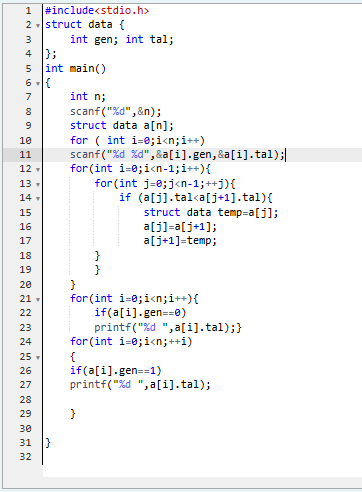 1 #include<stdio.h>
2 struct data {
3     int gen; int tal;
4 };
5 int main()
6 {
7     int n;
8     scanf("%d",&n);
9     struct data a[n];
10     for ( int i=0;i<n;i++)
11     scanf("%d %d",&a[i].gen,&a[i].tal);
12     for(int i=0;i<n-1;i++){
13         for(int j=0;j<n-1;++j){
14             if (a[j].tal<a[j+1].tal){
15                 struct data temp=a[j];
16                 a[j]=a[j+1];
17                 a[j+1]=temp;
18         }
19         }
20     }
21     for(int i=0;i<n;i++){
22         if(a[i].gen==0)
23         printf("%d ",a[i].tal);}
24     for(int i=0;i<n;++i)
25     {
26     if(a[i].gen==1)
27     printf("%d ",a[i].tal);
28
29     }
30
31 }
32